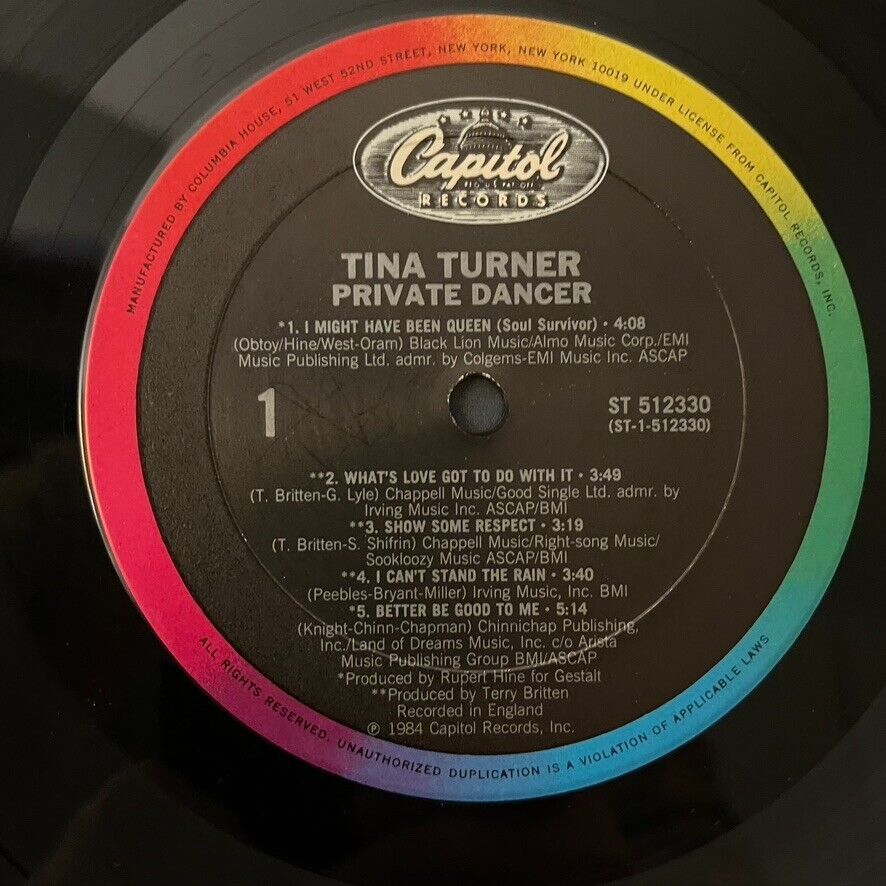 MANUFACTURED BY COLUMBIA HOUSE, 51 WEST 52ND STREET, NEW YORK, NEW YORK 10019 UNDER LICENSE FROM CAPITOL RECORDS, INC.
Capitol
REG. U.S. PAT. OFF.
RECORDS
TINA TURNER
PRIVATE DANCER
*1. I MIGHT HAVE BEEN QUEEN (Soul Survivor) • 4:08
(Obtoy/Hine/West-Oram) Black Lion Music/Almo Music Corp./EMI
Music Publishing Ltd. admr. by Colgems-EMI Music Inc. ASCAP
1
ST 512330
(ST-1-512330)
**2. WHAT'S LOVE GOT TO DO WITH IT • 3:49
(T. Britten-G. Lyle) Chappell Music/Good Single Ltd. admr. by
Irving Music Inc. ASCAP/BMI
**3. SHOW SOME RESPECT • 3:19
(T. Britten-S. Shifrin) Chappell Music/Right-song Music/
Sookloozy Music ASCAP/BMI
**4. I CAN'T STAND THE RAIN • 3:40
(Peebles-Bryant-Miller) Irving Music, Inc. BMI
*5. BETTER BE GOOD TO ME • 5:14
(Knight-Chinn-Chapman) Chinnichap Publishing,
Inc./Land of Dreams Music, Inc. c/o Arista
Music Publishing Group BMI/ASCAP
*Produced by Rupert Hine for Gestalt
**Produced by Terry Britten
Recorded in England
℗ 1984 Capitol Records, Inc.
ALL RIGHTS RESERVED. UNAUTHORIZED DUPLICATION IS A VIOLATION OF APPLICABLE LAWS